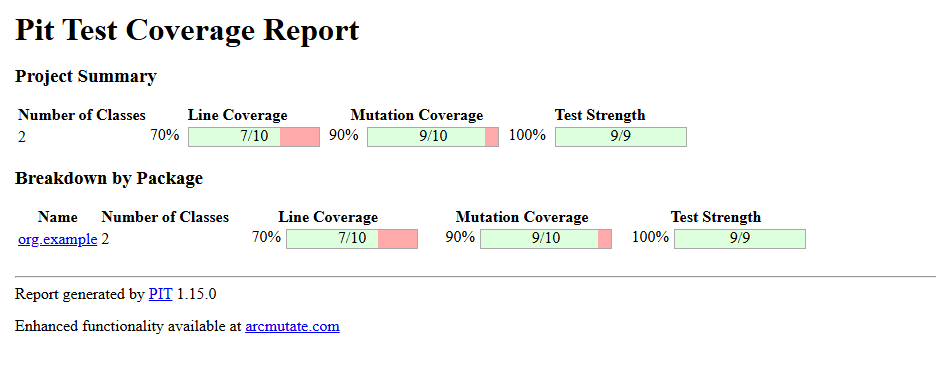 Pit Test Coverage Report
Project Summary
Number of Classes Line Coverage Mutation Coverage Test Strength
2 70% 7/10 90% 9/10 100% 9/9
Breakdown by Package
Name Number of Classes Line Coverage Mutation Coverage Test Strength
org.example 2 70% 7/10 90% 9/10 100% 9/9
Report generated by PIT 1.15.0
Enhanced functionality available at arcmutate.com